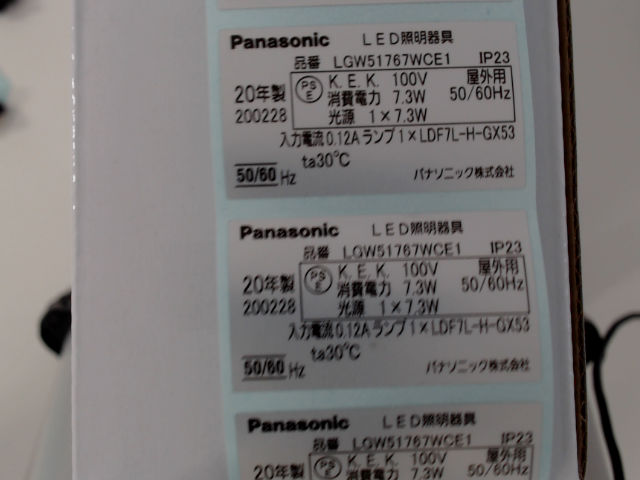 Panasonic LED照明器具
品番 LGW51767WCE1 IP23
20年製 PS E K.E.K. 100V 屋外用
消費電力 7.3W 50/60Hz
200228 光源 1×7.3W
入力電流0.12A ランプ1×LDF7L-H-GX53
ta30℃
50/60 Hz パナソニック株式会社
Panasonic LED照明器具
品番 LGW51767WCE1 IP23
20年製 PS E K.E.K. 100V 屋外用
消費電力 7.3W 50/60Hz
200228 光源 1×7.3W
入力電流0.12A ランプ1×LDF7L-H-GX53
ta30℃
50/60 Hz パナソニック株式会社
Panasonic LED照明器具
品番 LGW51767WCE1 IP23
20年製 PS E K.E.K. 100V 屋外用
消費電力 7.3W 50/60Hz